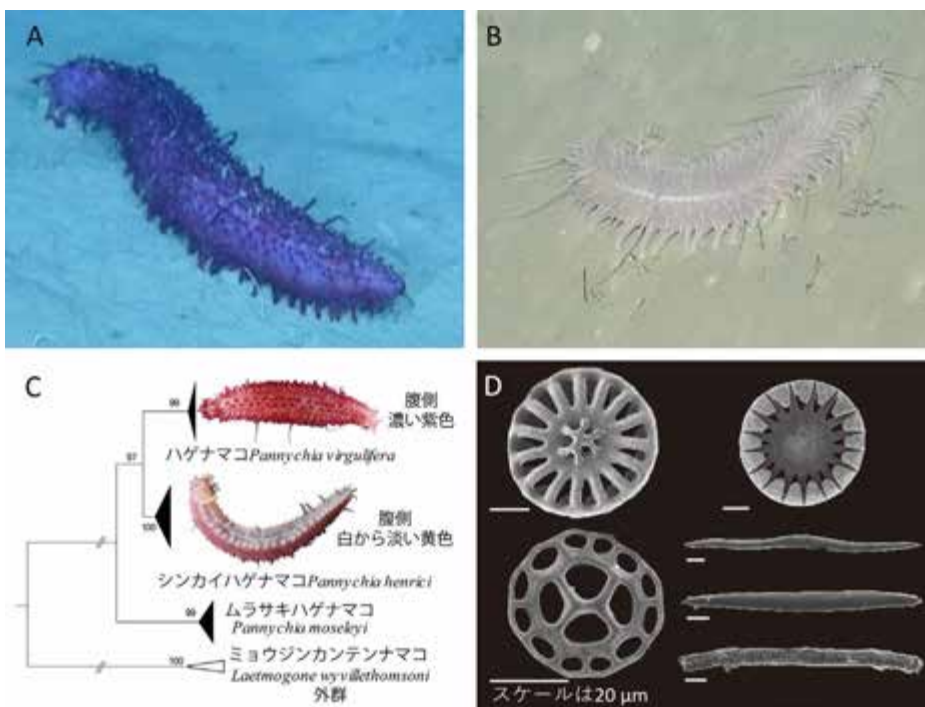 A
B
C
99
腹側
濃い紫色
ハゲナマコPannychia virgulifera
97
100
腹側
白から淡い黄色
シンカイハゲナマコPannychia henrici
99
ムラサキハゲナマコ
Pannychia moseleyi
100
ミョウジンカンテンナマコ
Laetmogone wyvillethomsoni
外群
D
スケールは20 μm